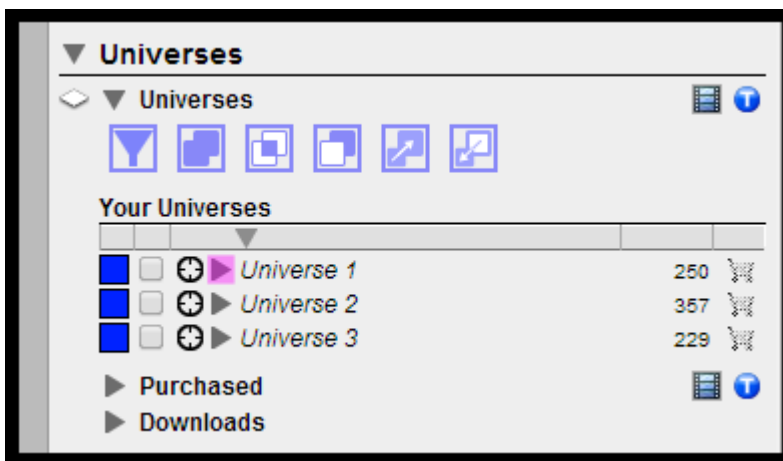 Universes
Universes
T
Your Universes
Universe 1 250
Universe 2 357
Universe 3 229
Purchased
T
Downloads